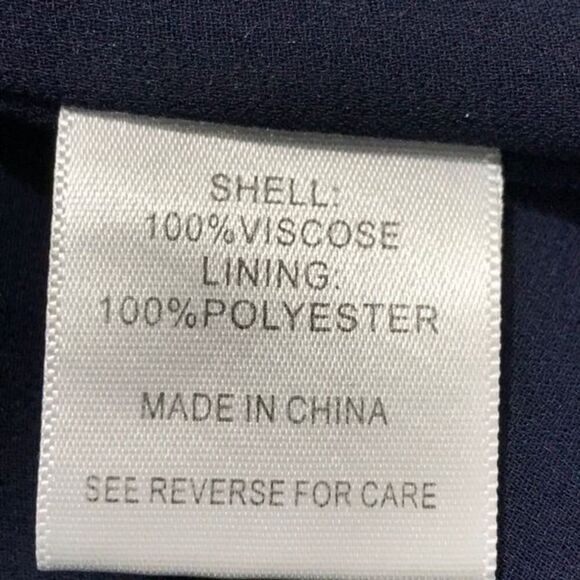 SHELL:
100%VISCOSE
LINING:
100%POLYESTER
MADE IN CHINA
SEE REVERSE FOR CARE